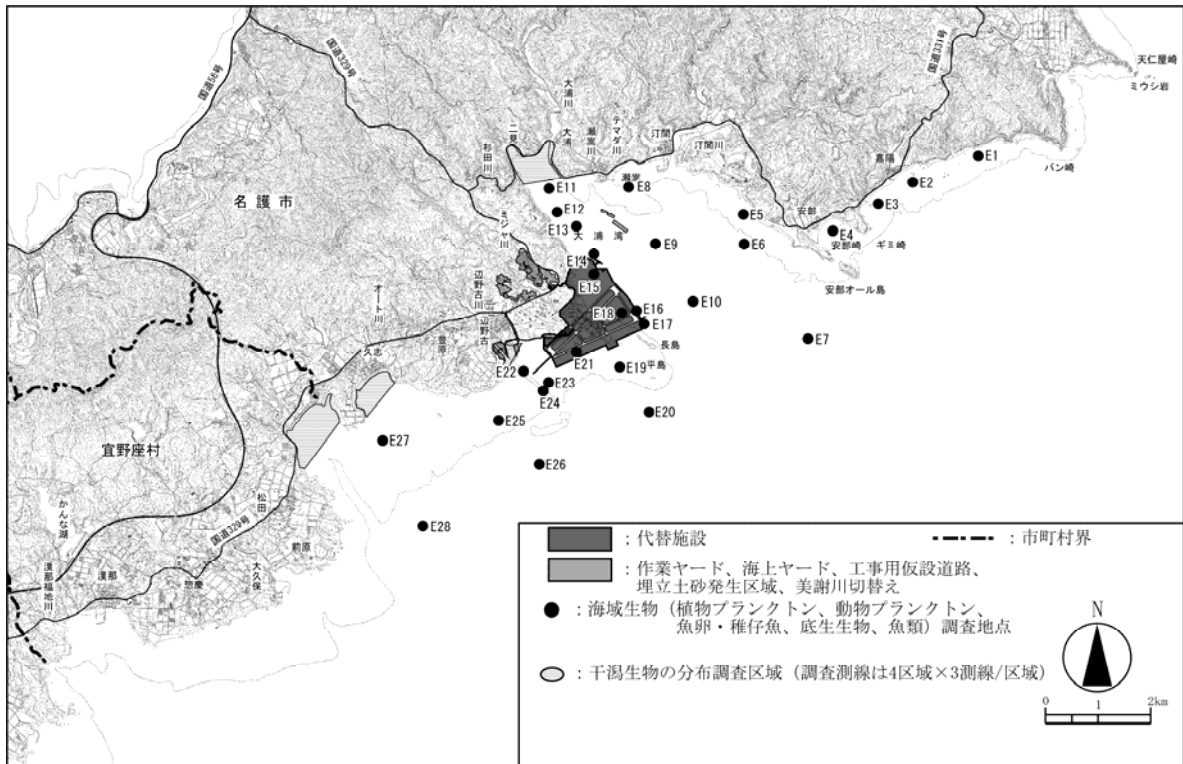 国道58号
国道329号
国道331号
天仁屋崎
ミウシ岩
バン崎
嘉陽
ギミ崎
安部
安部崎
安部オール島
汀間
汀間川
テマダ川
瀬嵩川
瀬嵩
大浦川
大浦
二見
杉田川
大浦湾
ミジャ川
名護市
辺野古川
辺野古
豊原
オー川
久志
長島
平島
宜野座村
かんな湖
漢那福地川
漢那
惣慶
国道329号
松田
前原
大久保
E1
E2
E3
E4
E5
E6
E7
E8
E9
E10
E11
E12
E13
E14
E15
E16
E17
E18
E19
E20
E21
E22
E23
E24
E25
E26
E27
E28
:代替施設
:市町村界
:作業ヤード、海上ヤード、工事用仮設道路、
埋立土砂発生区域、美謝川切替え
:海域生物(植物プランクトン、動物プランクトン、
魚卵・稚仔魚、底生生物、魚類)調査地点
:干潟生物の分布調査区域(調査測線は4区域×3測線/区域)
N
0 1 2km